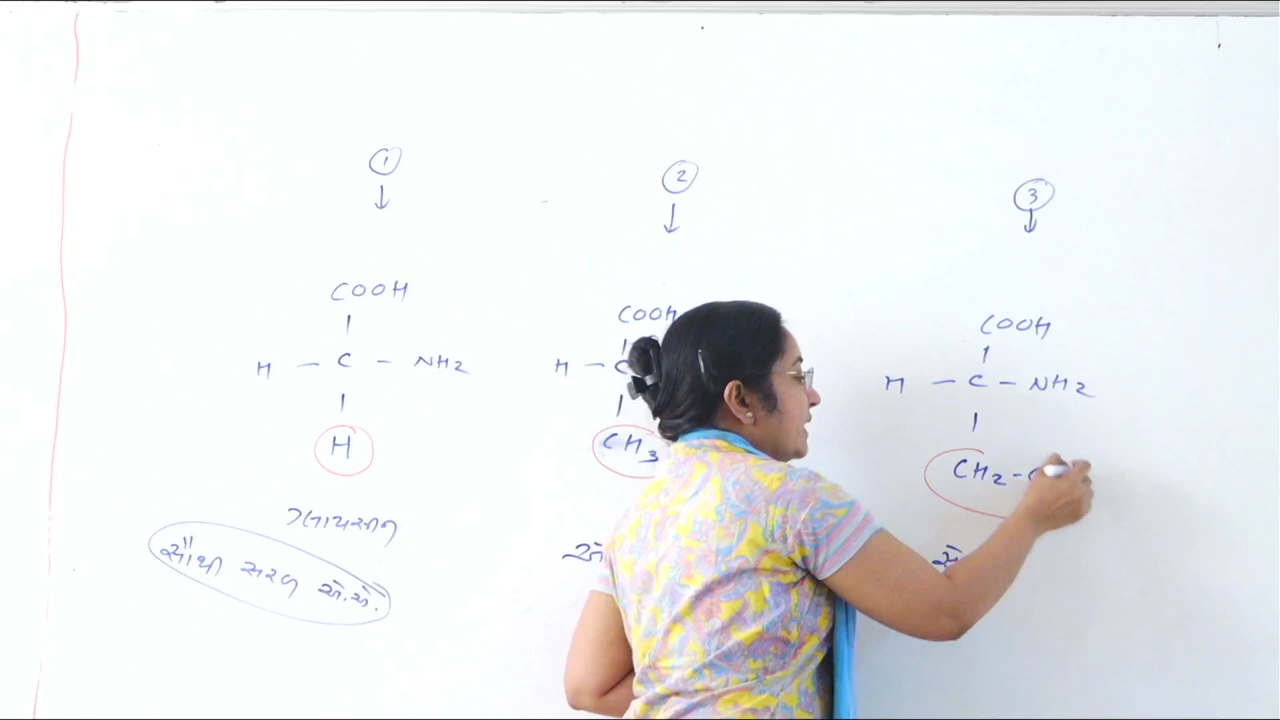 1
↓
COOH
|
H — C — NH2
|
H
ગ્લાયસીન
સૌથી સરળ એ.એ.
2
↓
COOH
|
H — C
|
CH3
3
↓
COOH
|
H — C — NH2
|
CH2 -